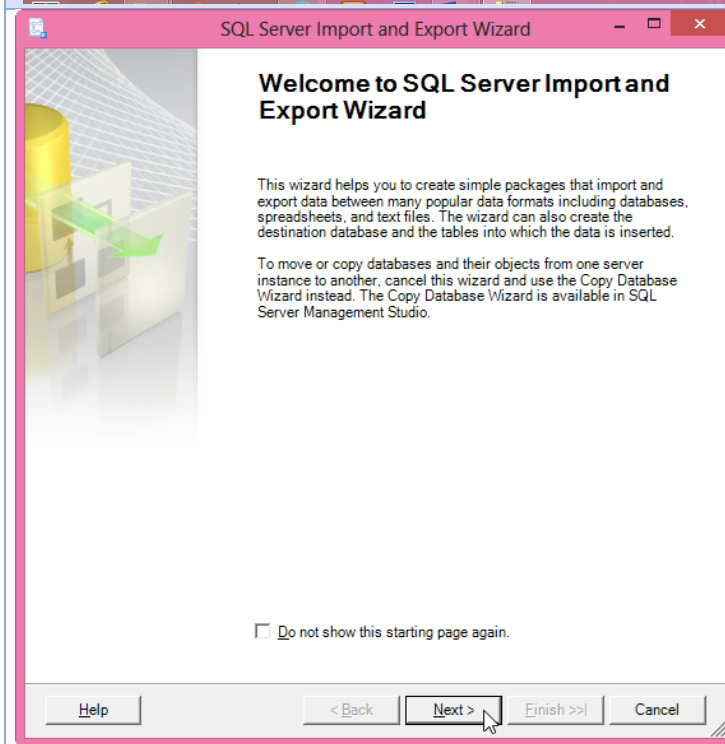 SQL Server Import and Export Wizard
Welcome to SQL Server Import and
Export Wizard
This wizard helps you to create simple packages that import and
export data between many popular data formats including databases,
spreadsheets, and text files. The wizard can also create the
destination database and the tables into which the data is inserted.
To move or copy databases and their objects from one server
instance to another, cancel this wizard and use the Copy Database
Wizard instead. The Copy Database Wizard is available in SQL
Server Management Studio.
Do not show this starting page again.
Help
< Back
Next >
Finish >>|
Cancel